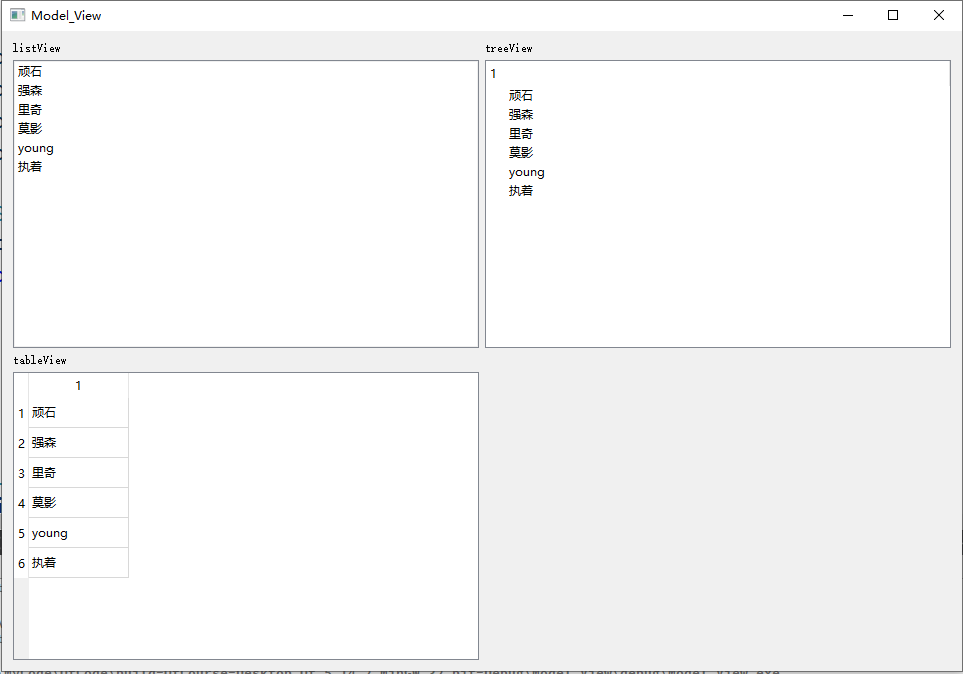 Model_View
listView
顽石
强森
里奇
莫影
young
执着
treeView
1
顽石
强森
里奇
莫影
young
执着
tableView
1
1 顽石
2 强森
3 里奇
4 莫影
5 young
6 执着